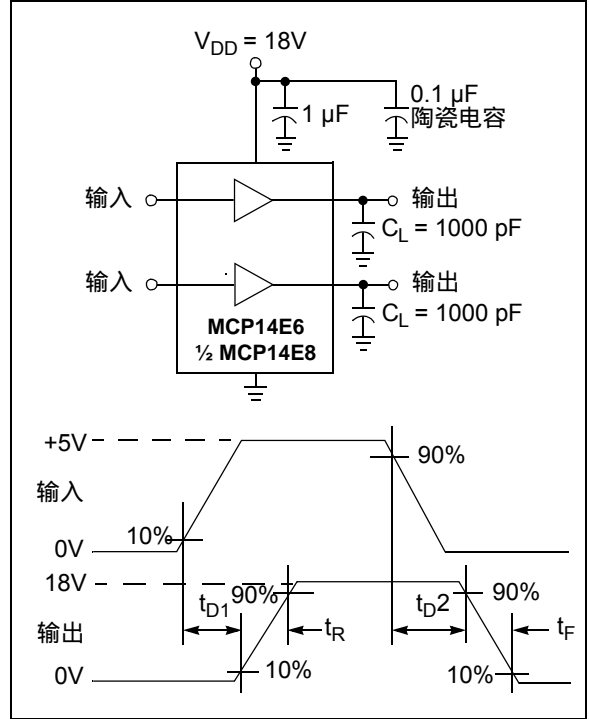 V_DD = 18V
1 µF
0.1 µF
陶瓷电容
输入
输出
C_L = 1000 pF
输入
输出
C_L = 1000 pF
MCP14E6
½ MCP14E8
+5V
90%
输入
10%
0V
18V
t_D1
90%
t_R
t_D2
90%
t_F
输出
0V
10%
10%